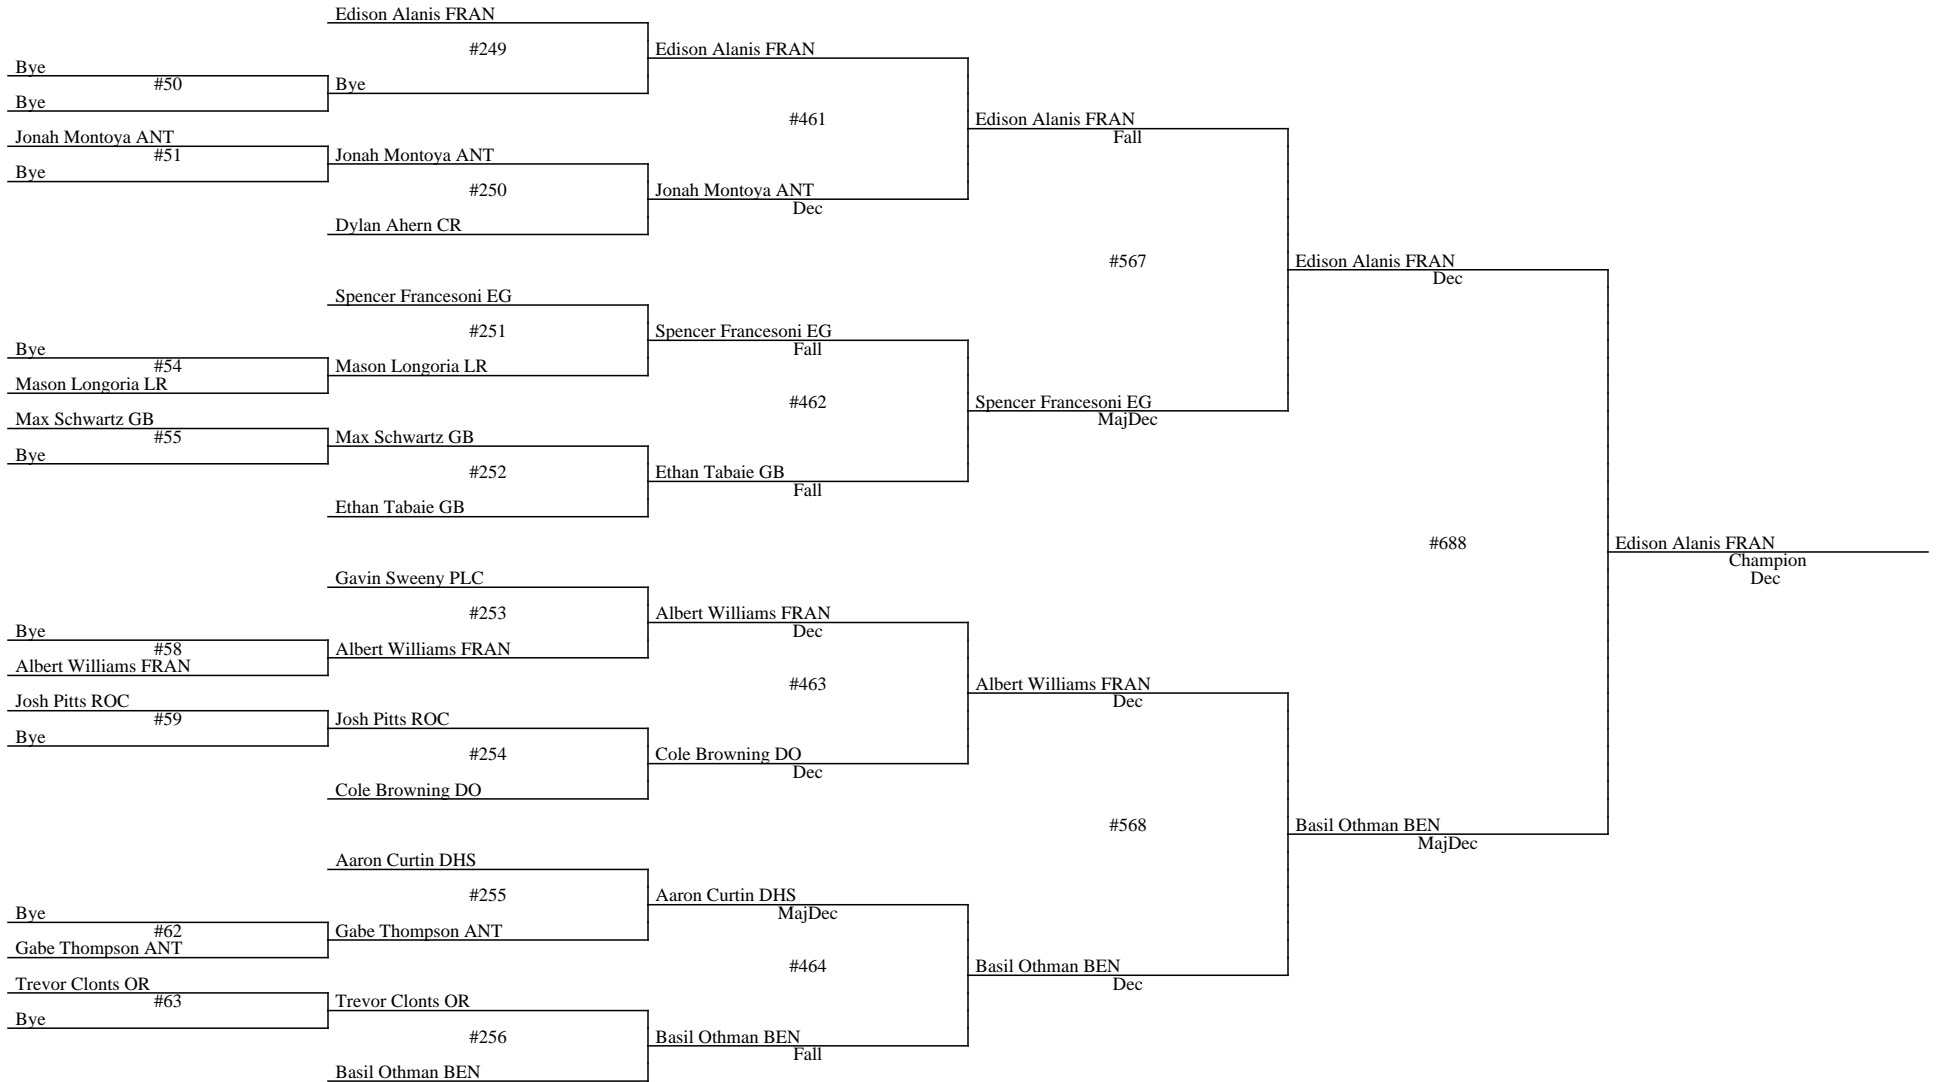 Edison Alanis FRAN
#249
Edison Alanis FRAN
Bye
#50
Bye
Bye
#461
Edison Alanis FRAN
Fall
Jonah Montoya ANT
#51
Jonah Montoya ANT
Bye
#250
Jonah Montoya ANT
Dec
Dylan Ahern CR
#567
Edison Alanis FRAN
Dec
Spencer Francesoni EG
#251
Spencer Francesoni EG
Fall
Bye
#54
Mason Longoria LR
Mason Longoria LR
#462
Spencer Francesoni EG
MajDec
Max Schwartz GB
#55
Max Schwartz GB
Bye
#252
Ethan Tabaie GB
Fall
Ethan Tabaie GB
#688
Edison Alanis FRAN
Champion
Dec
Gavin Sweeny PLC
#253
Albert Williams FRAN
Dec
Bye
#58
Albert Williams FRAN
Albert Williams FRAN
#463
Albert Williams FRAN
Dec
Josh Pitts ROC
#59
Josh Pitts ROC
Bye
#254
Cole Browning DO
Dec
Cole Browning DO
#568
Basil Othman BEN
MajDec
Aaron Curtin DHS
#255
Aaron Curtin DHS
MajDec
Bye
#62
Gabe Thompson ANT
Gabe Thompson ANT
#464
Basil Othman BEN
Dec
Trevor Clonts OR
#63
Trevor Clonts OR
Bye
#256
Basil Othman BEN
Fall
Basil Othman BEN